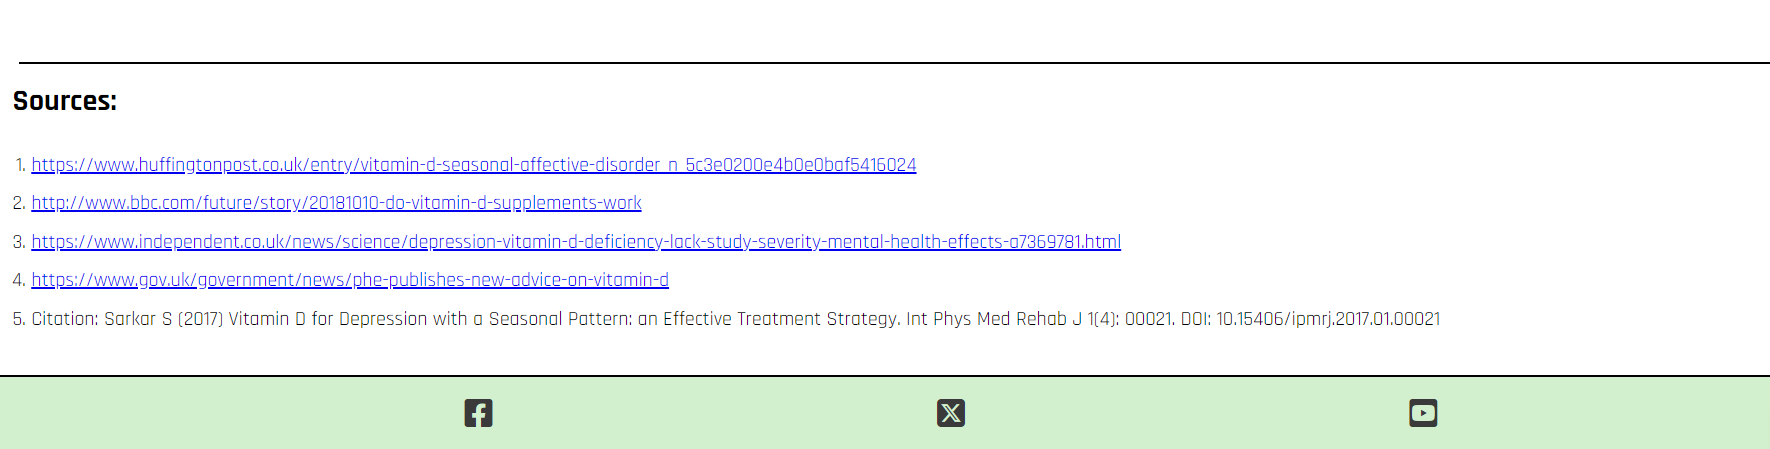 Sources:
1. https://www.huffingtonpost.co.uk/entry/vitamin-d-seasonal-affective-disorder_n_5c3e0200e4b0e0baf5416024
2. http://www.bbc.com/future/story/20181010-do-vitamin-d-supplements-work
3. https://www.independent.co.uk/news/science/depression-vitamin-d-deficiency-lack-study-severity-mental-health-effects-a7369781.html
4. https://www.gov.uk/government/news/phe-publishes-new-advice-on-vitamin-d
5. Citation: Sarkar S (2017) Vitamin D for Depression with a Seasonal Pattern: an Effective Treatment Strategy. Int Phys Med Rehab J 1(4): 00021. DOI: 10.15406/ipmrj.2017.01.00021